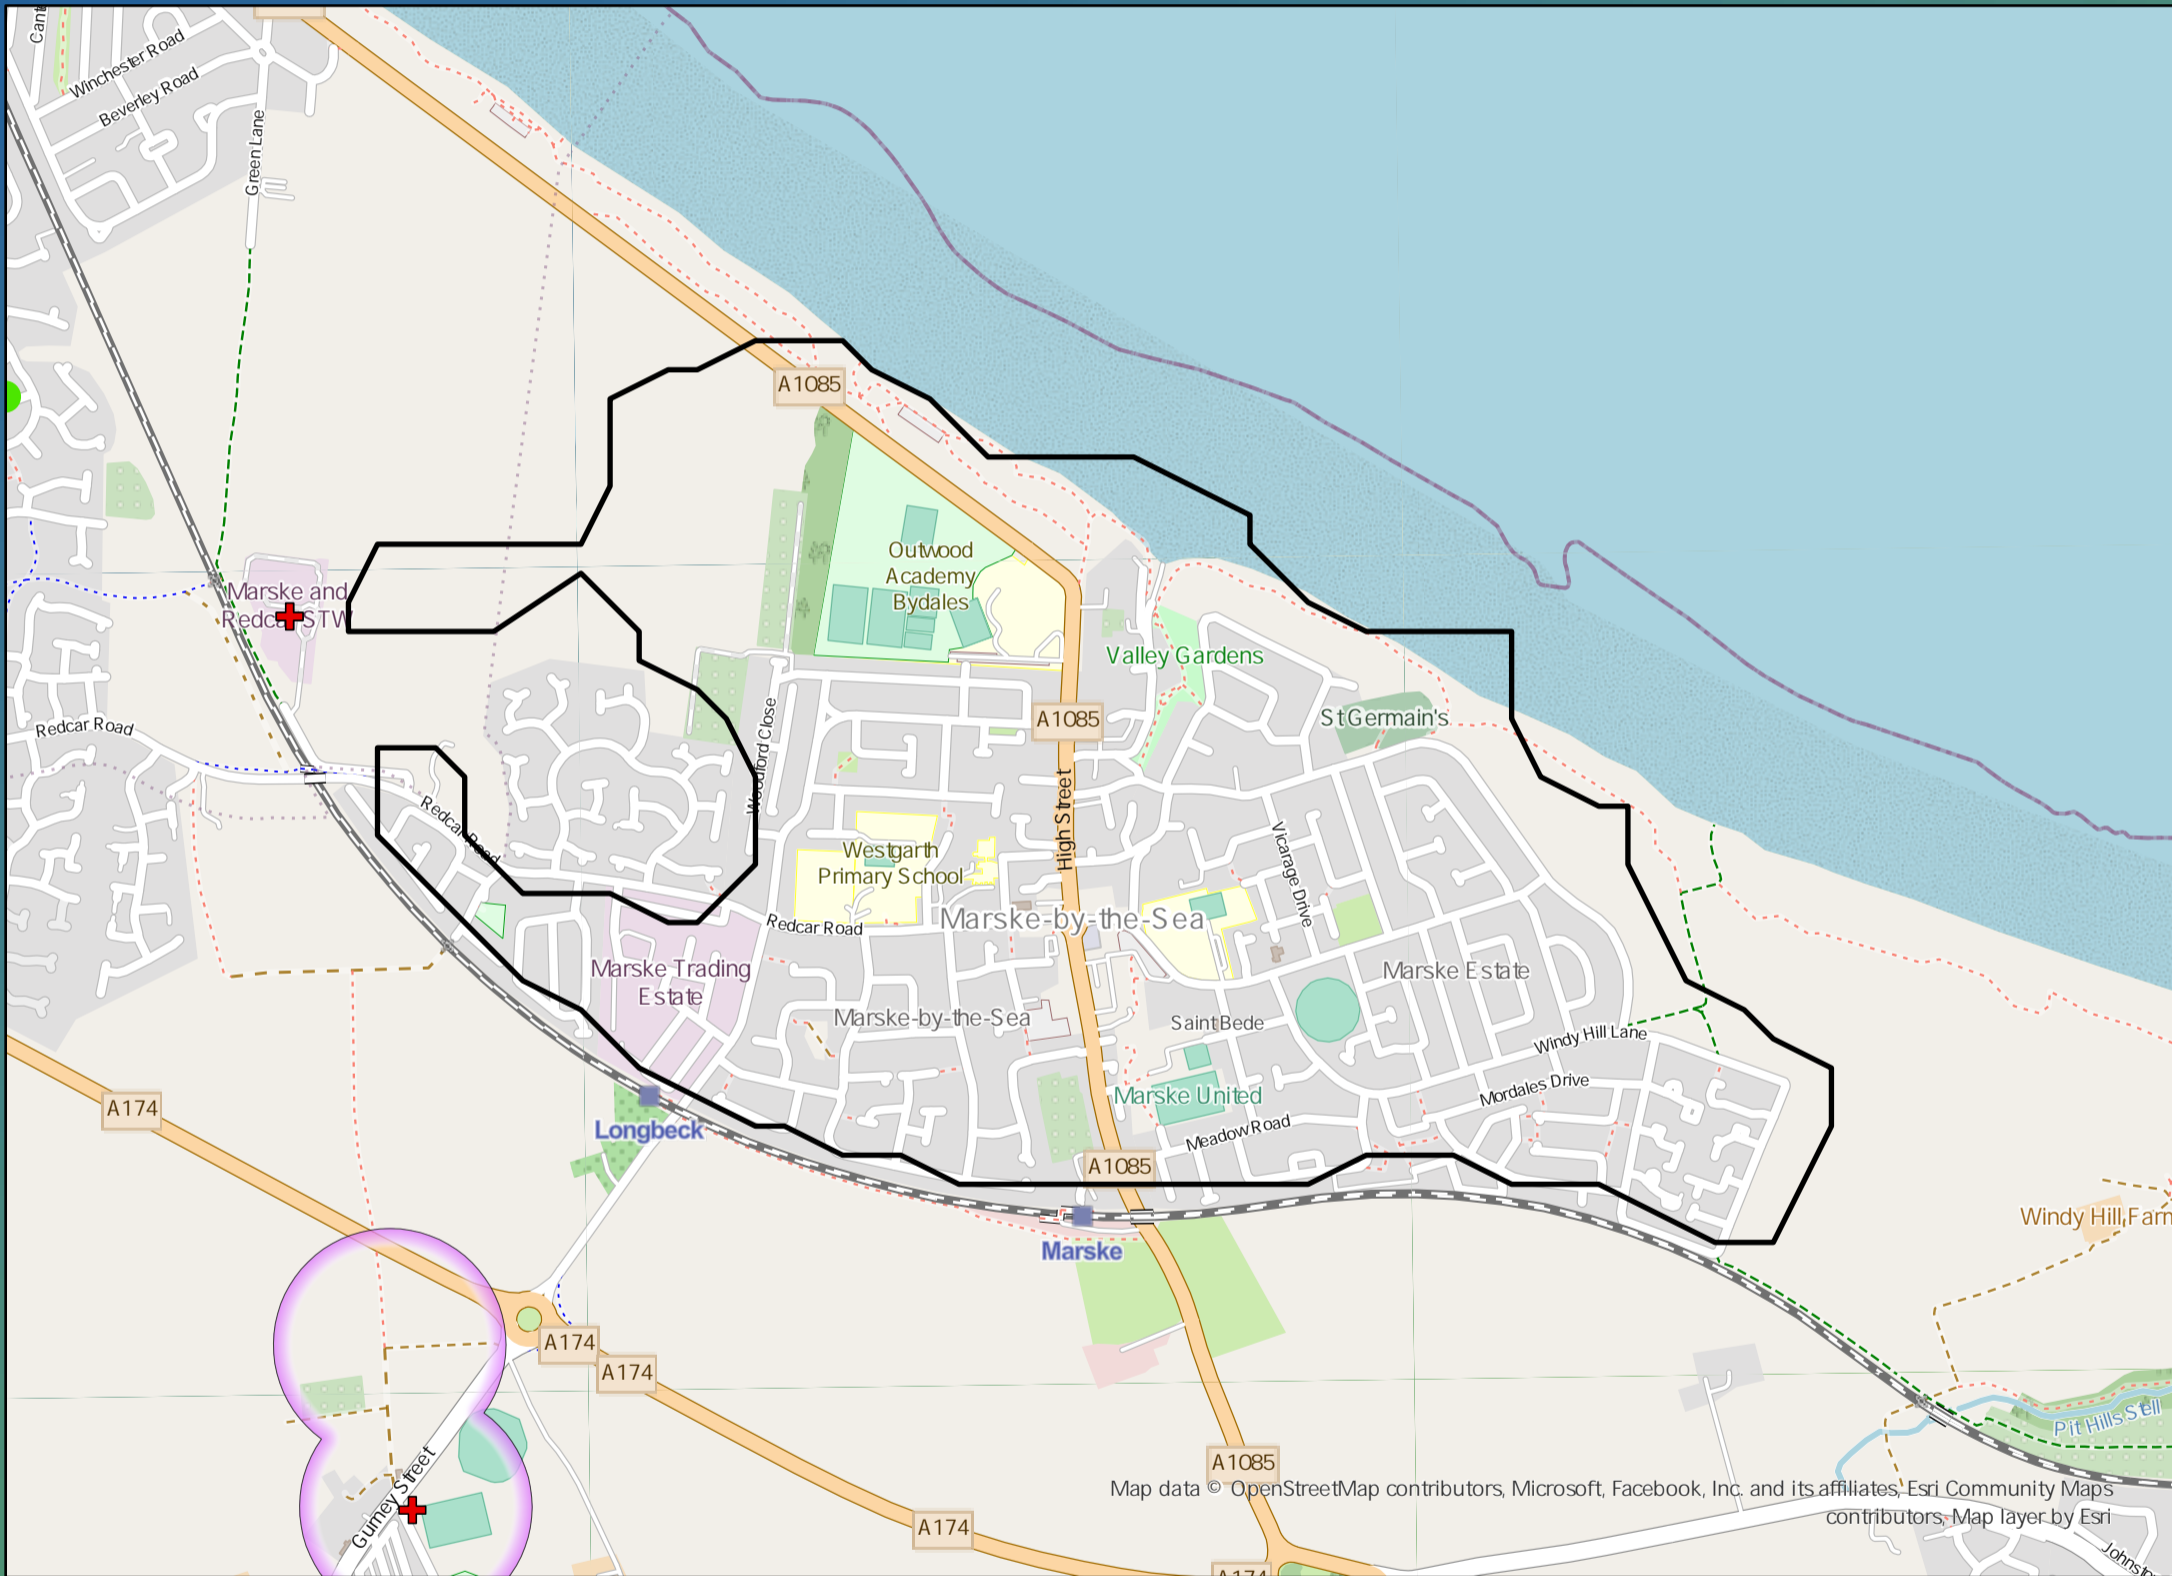 Cant
Winchester Road
Beverley Road
Green Lane
A1085
Outwood
Academy
Bydales
Marske and
Redcar STW
Valley Gardens
A1085
St Germain's
Redcar Road
Woodford Close
Redcar Road
High Street
Vicarage Drive
Westgarth
Primary School
Redcar Road
Marske-by-the-Sea
Marske Trading
Estate
Marske Estate
Marske-by-the-Sea
Saint Bede
Windy Hill Lane
Mordales Drive
Marske United
Meadow Road
A174
Longbeck
A1085
Marske
Windy Hill Farm
A174
A174
Pit Hills Stell
A1085
Gurney Street
A174
Map data © OpenStreetMap contributors, Microsoft, Facebook, Inc. and its affiliates, Esri Community Maps
contributors, Map layer by Esri
A174
Johnsto